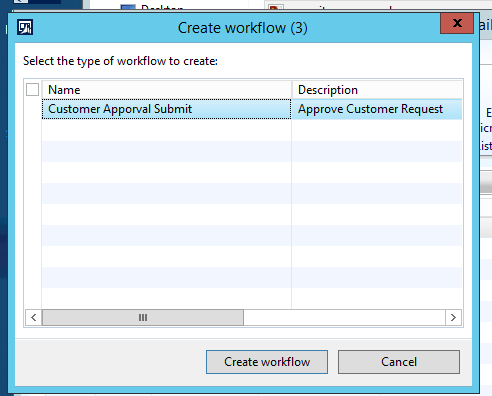 Desktop
Create workflow (3)
x
Select the type of workflow to create:
Name Description
Customer Apporval Submit Approve Customer Request
Create workflow Cancel